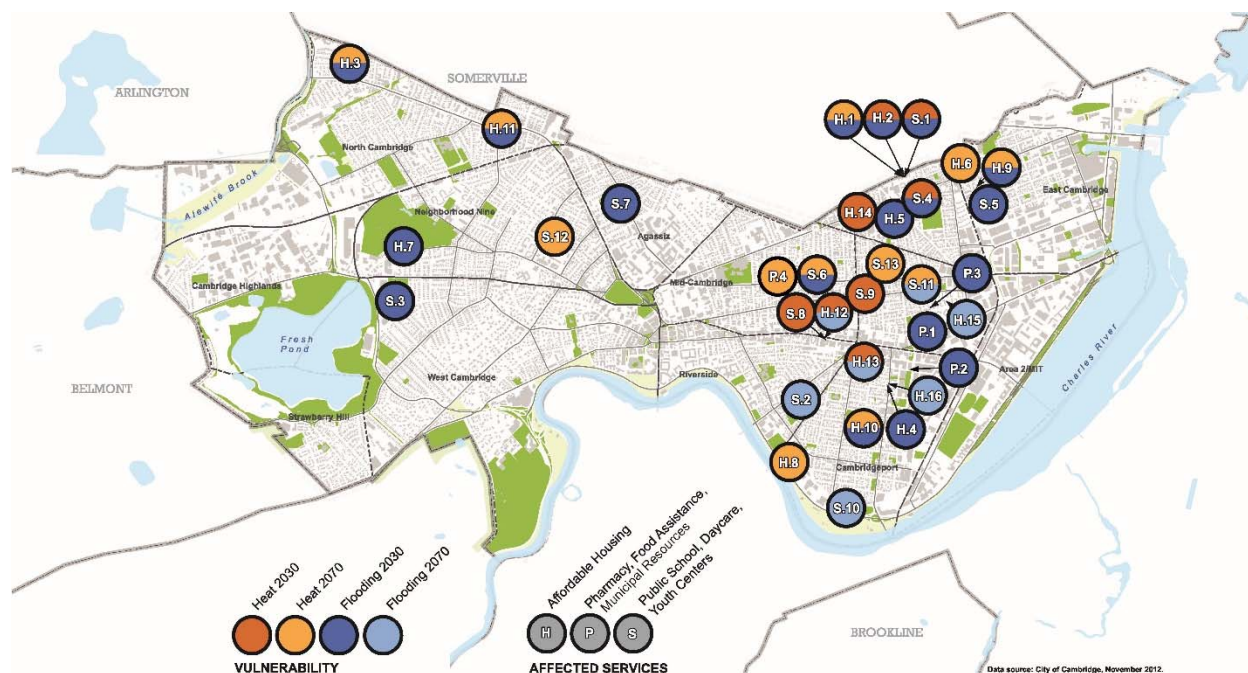 H.3
ARLINGTON
SOMERVILLE
H.1
H.2
S.1
H.11
North Cambridge
H.6
H.9
East Cambridge
Alewife Brook
S.7
S.4
S.5
H.14
H.5
Neighborhood Nine
S.12
Agassiz
H.7
S.13
P.3
Cambridge Highlands
Mid-Cambridge
P.4
S.6
S.11
S.3
S.9
S.8
H.12
H.15
P.1
Fresh
Pond
Charles River
H.13
P.2
Area 2/MIT
BELMONT
West Cambridge
Riverside
S.2
H.16
Strawberry Hill
H.10
H.4
H.8
Cambridgeport
S.10
Heat 2030
Heat 2070
Flooding 2030
Flooding 2070
VULNERABILITY
Affordable Housing
Pharmacy, Food Assistance,
Municipal Resources
Public School, Daycare,
Youth Centers
H
P
S
AFFECTED SERVICES
BROOKLINE
Data source: City of Cambridge, November 2012.